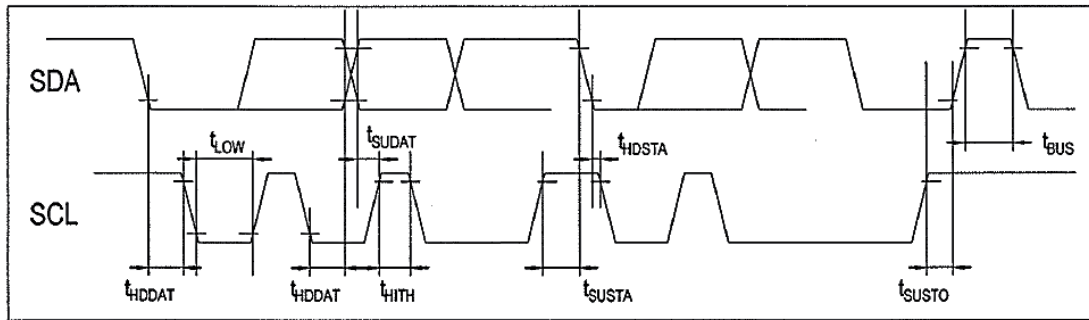 SDA
tLOW
tSUDAT
tHDSTA
tBUS
SCL
tHDDAT
tHDDAT
tHITH
tSUSTA
tSUSTO